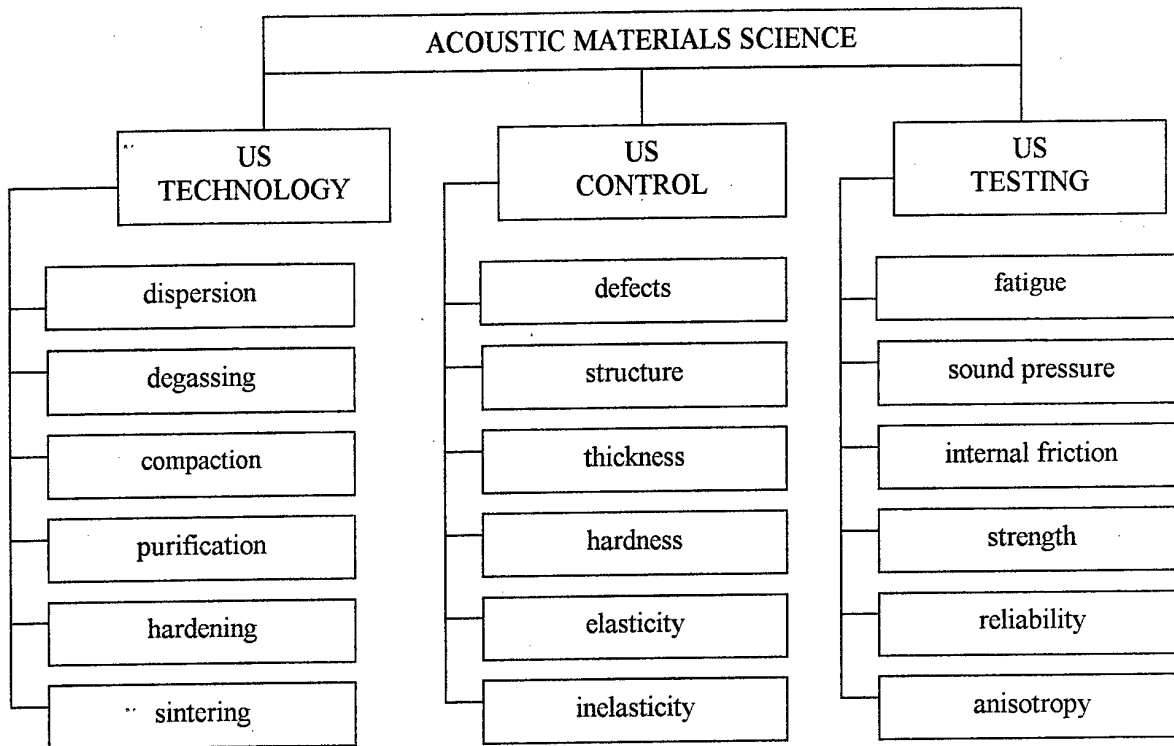 ACOUSTIC MATERIALS SCIENCE
US
TECHNOLOGY
dispersion
degassing
compaction
purification
hardening
sintering
US
CONTROL
defects
structure
thickness
hardness
elasticity
inelasticity
US
TESTING
fatigue
sound pressure
internal friction
strength
reliability
anisotropy